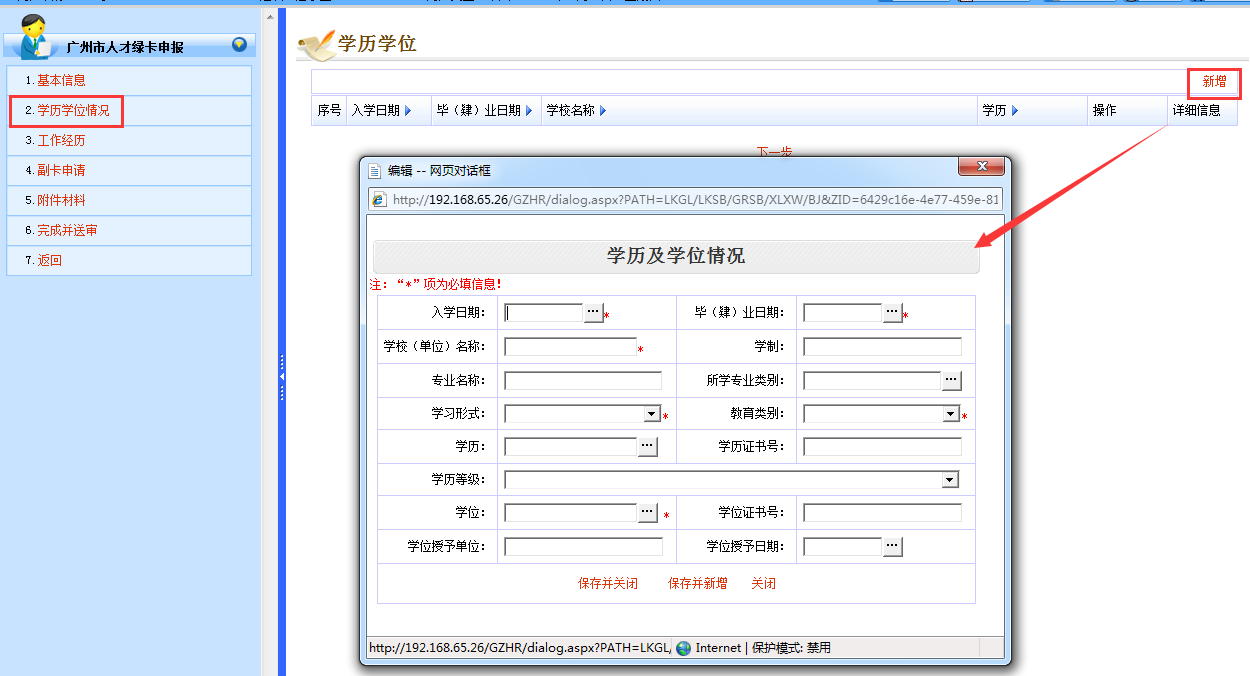 广州市人才绿卡申报
1. 基本信息
2. 学历学位情况
3. 工作经历
4. 副卡申请
5. 附件材料
6. 完成并送审
7. 返回
学历学位
新增
序号 入学日期 毕（肄）业日期 学校名称 学历 操作 详细信息
下一步
编辑 -- 网页对话框
http://192.168.65.26/GZHR/dialog.aspx?PATH=LKGL/LKSB/GRSB/XLXW/BJ&ZID=6429c16e-4e77-459e-81
学历及学位情况
注：“*”项为必填信息!
入学日期： ... * 毕（肄）业日期： ... *
学校（单位）名称： * 学制：
专业名称： 所学专业类别： ...
学习形式： * 教育类别： *
学历： ... 学历证书号：
学历等级：
学位： ... * 学位证书号：
学位授予单位： 学位授予日期： ...
保存并关闭 保存并新增 关闭
http://192.168.65.26/GZHR/dialog.aspx?PATH=LKGL/ Internet | 保护模式: 禁用